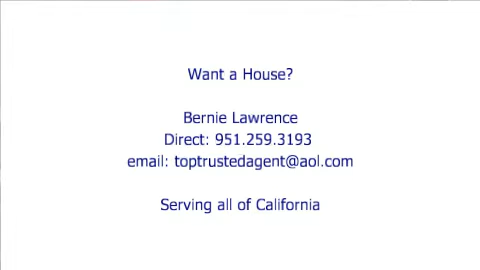 Want a House?
Bernie Lawrence
Direct: 951.259.3193
email: toptrustedagent@aol.com
Serving all of California